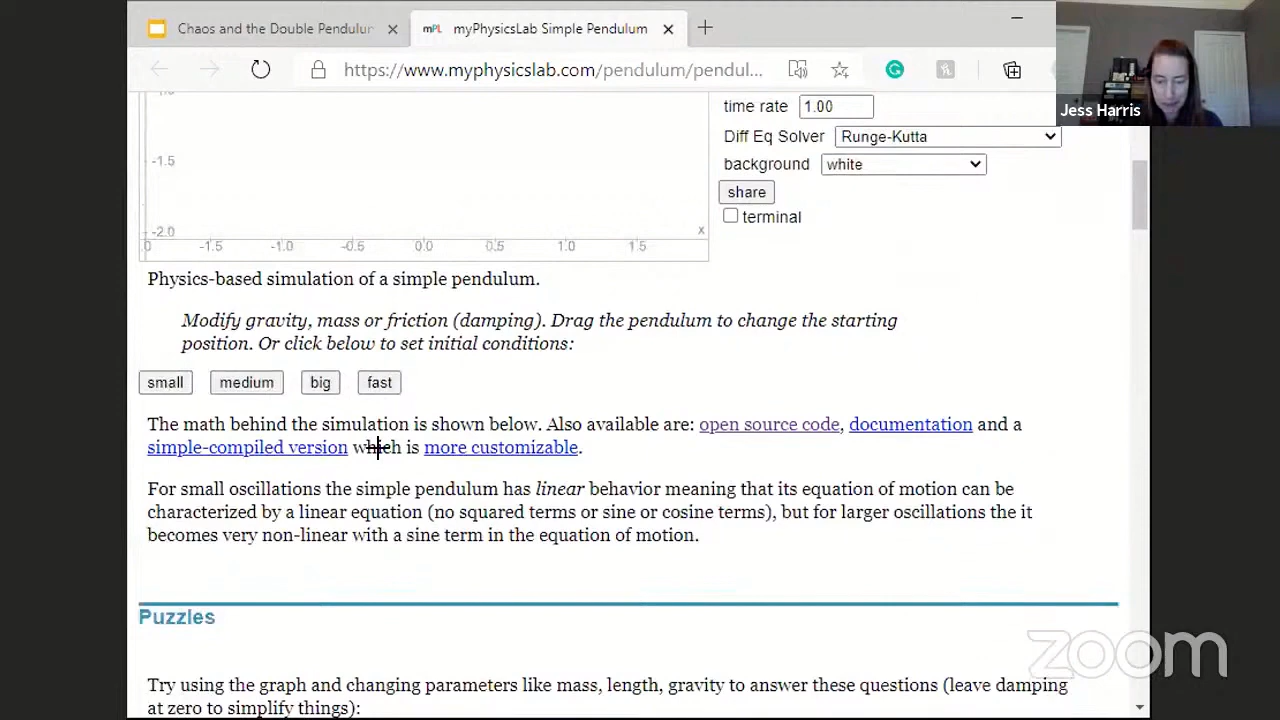 Chaos and the Double Pendulum
myPhysicsLab Simple Pendulum
https://www.myphysicslab.com/pendulum/pendul...
Jess Harris
time rate 1.00
Diff Eq Solver Runge-Kutta
background white
share
terminal
-1.5
-2.0
x
0 -1.5 -1.0 -0.5 0.0 0.5 1.0 1.5
Physics-based simulation of a simple pendulum.
Modify gravity, mass or friction (damping). Drag the pendulum to change the starting
position. Or click below to set initial conditions:
small medium big fast
The math behind the simulation is shown below. Also available are: open source code, documentation and a
simple-compiled version which is more customizable.
For small oscillations the simple pendulum has linear behavior meaning that its equation of motion can be
characterized by a linear equation (no squared terms or sine or cosine terms), but for larger oscillations the it
becomes very non-linear with a sine term in the equation of motion.
Puzzles
zoom
Try using the graph and changing parameters like mass, length, gravity to answer these questions (leave damping
at zero to simplify things):